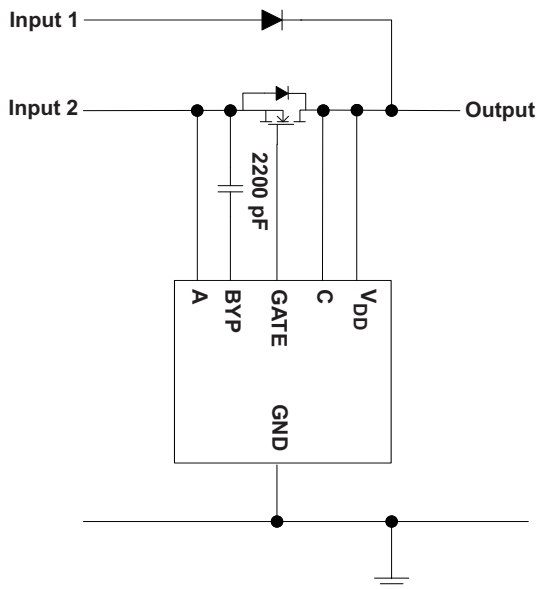 Input 1
Input 2
Output
2200 pF
A
BYP
GATE
C
VDD
GND